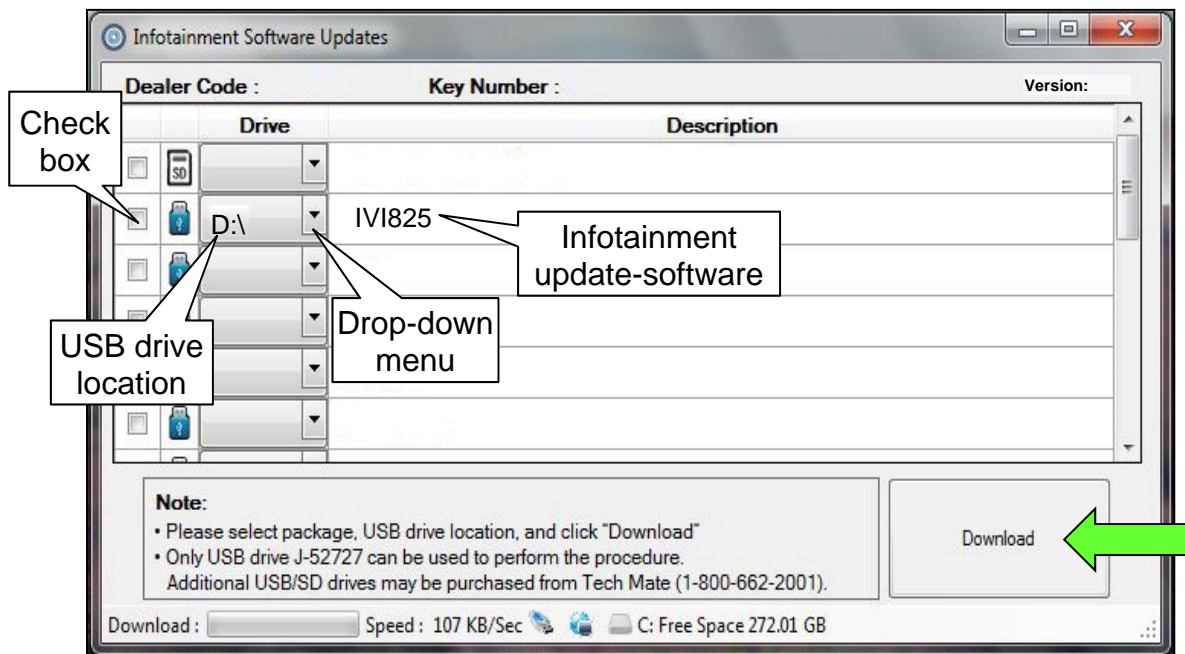 Infotainment Software Updates
Dealer Code :
Key Number :
Version:
Drive
Description
Check
box
SD
D:\
IVI825
Infotainment
update-software
Drop-down
menu
USB drive
location
Note:
• Please select package, USB drive location, and click "Download"
• Only USB drive J-52727 can be used to perform the procedure.
Additional USB/SD drives may be purchased from Tech Mate (1-800-662-2001).
Download
Download :
Speed : 107 KB/Sec
C: Free Space 272.01 GB